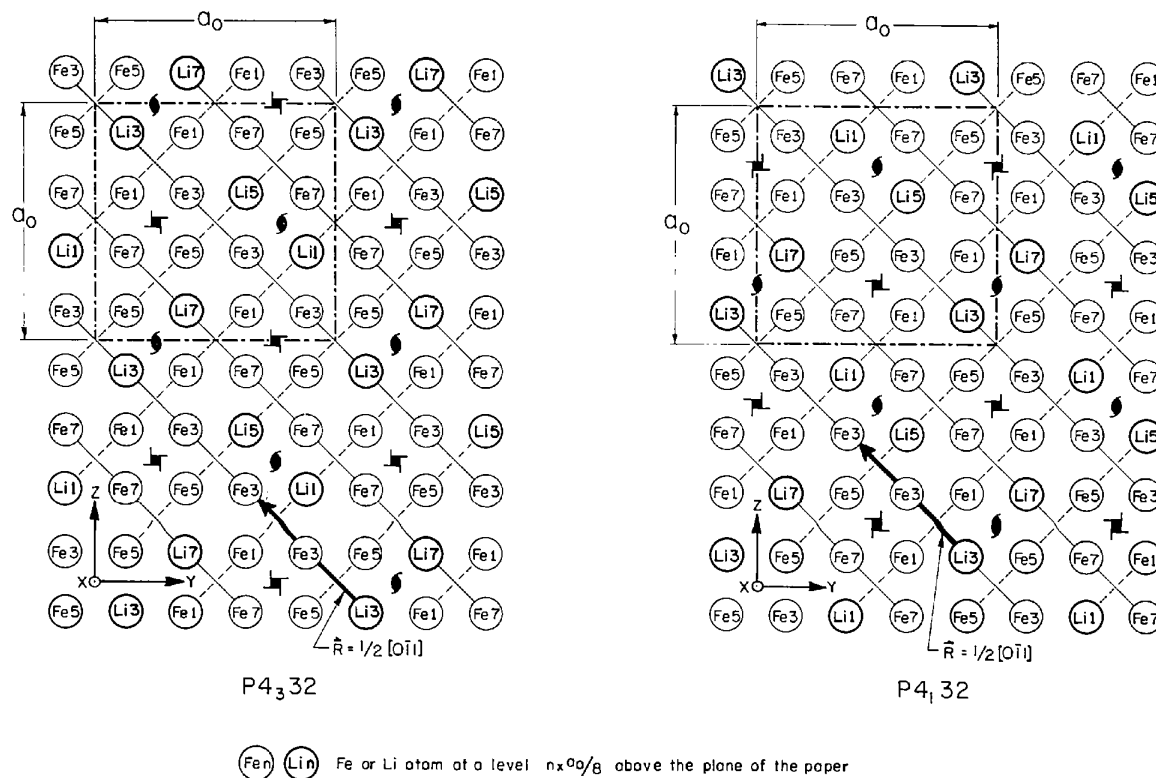 a₀
Fe3 Fe5 Li7 Fe1 Fe3 Fe5 Li7 Fe1
Fe5 Li3 Fe1 Fe7 Fe5 Li3 Fe1 Fe7
Fe7 Fe1 Fe3 Li5 Fe7 Fe1 Fe3 Li5
a₀
Li1 Fe7 Fe5 Fe3 Li1 Fe7 Fe5 Fe3
Fe3 Fe5 Li7 Fe1 Fe3 Fe5 Li7 Fe1
Fe5 Li3 Fe1 Fe7 Fe5 Li3 Fe1 Fe7
Fe7 Fe1 Fe3 Li5 Fe7 Fe1 Fe3 Li5
Li1 Fe7 Fe5 Fe3 Li1 Fe7 Fe5 Fe3
Z
Fe3 Fe5 Li7 Fe1 Fe3 Fe5 Li7 Fe1
X Y
Fe5 Li3 Fe1 Fe7 Fe5 Li3 Fe1 Fe7
R⃗ = 1/2 [01̄1]
P4₃32
a₀
Li3 Fe5 Fe7 Fe1 Li3 Fe5 Fe7 Fe1
Fe5 Fe3 Li1 Fe7 Fe5 Fe3 Li1 Fe7
Fe7 Fe1 Fe3 Li5 Fe7 Fe1 Fe3 Li5
a₀
Fe1 Li7 Fe5 Fe3 Fe1 Li7 Fe5 Fe3
Li3 Fe5 Fe7 Fe1 Li3 Fe5 Fe7 Fe1
Fe5 Fe3 Li1 Fe7 Fe5 Fe3 Li1 Fe7
Fe7 Fe1 Fe3 Li5 Fe7 Fe1 Fe3 Li5
Fe1 Li7 Fe5 Fe3 Fe1 Li7 Fe5 Fe3
Z
Li3 Fe5 Fe7 Fe1 Li3 Fe5 Fe7 Fe1
X Y
Fe5 Fe3 Li1 Fe7 Fe5 Fe3 Li1 Fe7
R⃗ = 1/2 [01̄1]
P4₁32
Fen Lin Fe or Li atom at a level n x a₀/8 above the plane of the paper